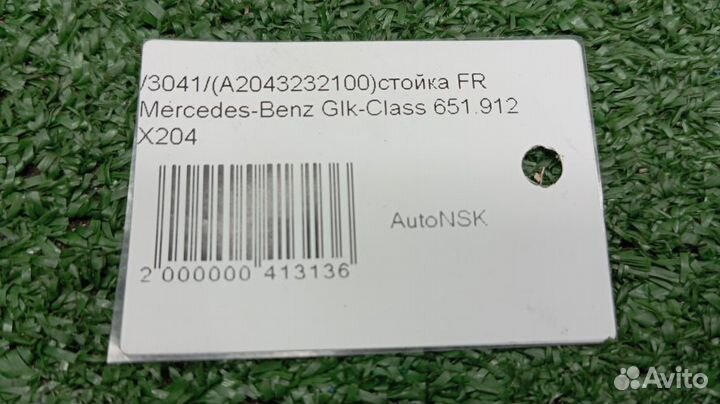 /3041/(A2043232100)стойка FR
Mercedes-Benz Glk-Class 651.912
X204
AutoNSK
2 000000 413136
Avito